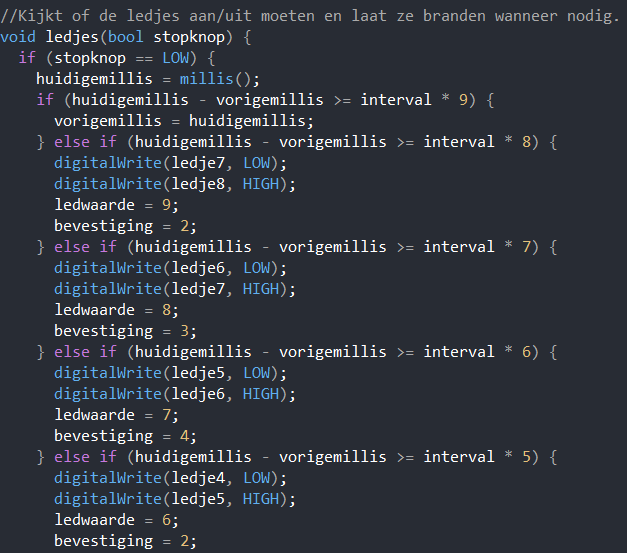 //Kijkt of de ledjes aan/uit moeten en laat ze branden wanneer nodig.
void ledjes(bool stopknop) {
  if (stopknop == LOW) {
    huidigemillis = millis();
    if (huidigemillis - vorigemillis >= interval * 9) {
      vorigemillis = huidigemillis;
    } else if (huidigemillis - vorigemillis >= interval * 8) {
      digitalWrite(ledje7, LOW);
      digitalWrite(ledje8, HIGH);
      ledwaarde = 9;
      bevestiging = 2;
    } else if (huidigemillis - vorigemillis >= interval * 7) {
      digitalWrite(ledje6, LOW);
      digitalWrite(ledje7, HIGH);
      ledwaarde = 8;
      bevestiging = 3;
    } else if (huidigemillis - vorigemillis >= interval * 6) {
      digitalWrite(ledje5, LOW);
      digitalWrite(ledje6, HIGH);
      ledwaarde = 7;
      bevestiging = 4;
    } else if (huidigemillis - vorigemillis >= interval * 5) {
      digitalWrite(ledje4, LOW);
      digitalWrite(ledje5, HIGH);
      ledwaarde = 6;
      bevestiging = 2;